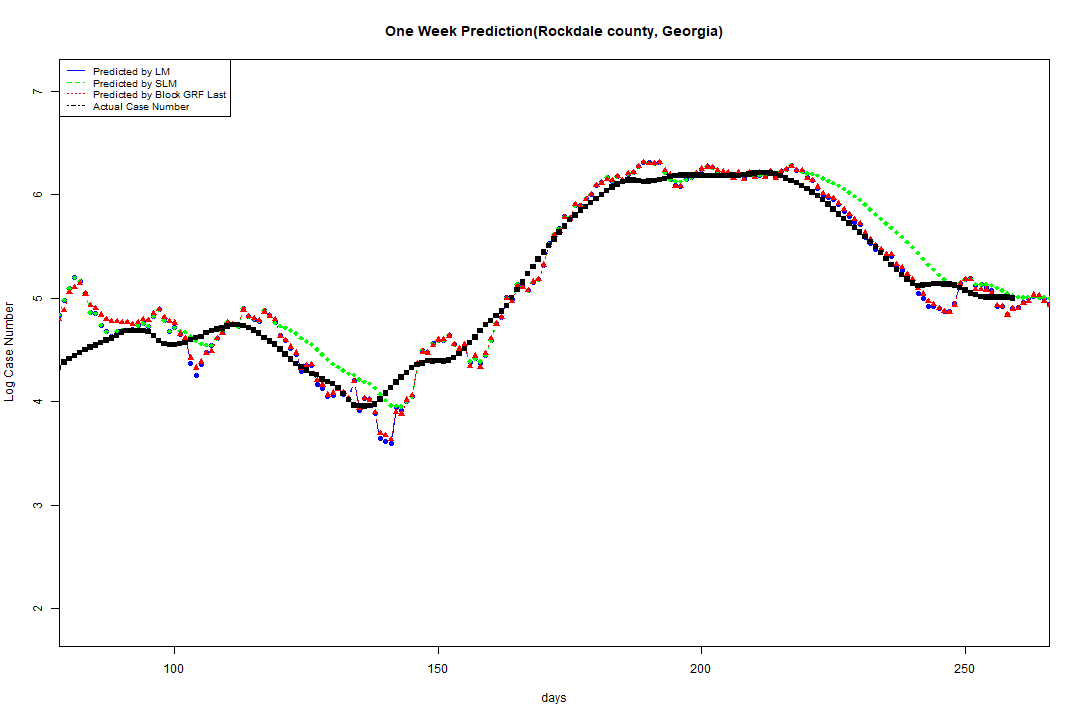 One Week Prediction(Rockdale county, Georgia)
Predicted by LM
Predicted by SLM
Predicted by Block GRF Last
Actual Case Number
7
6
5
4
3
2
Log Case Number
100 150 200 250
days